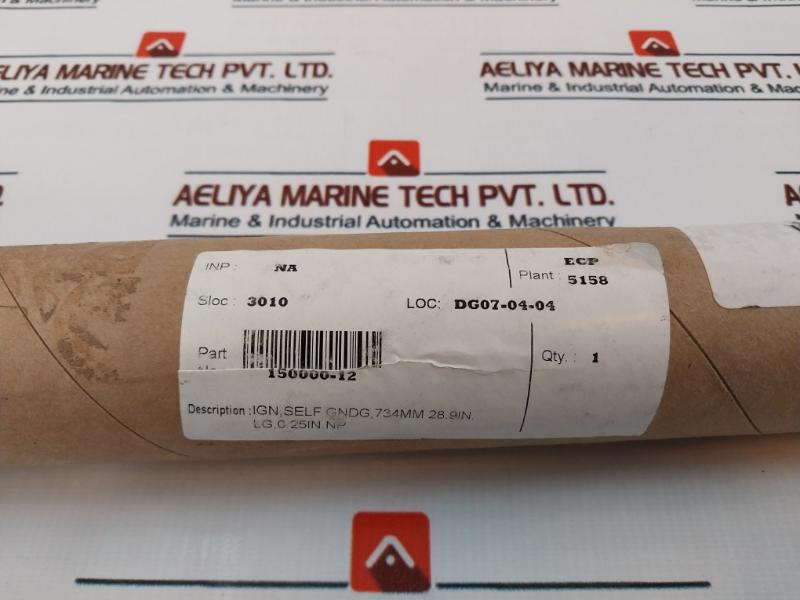 AELIYA MARINE TECH PVT. LTD.
Marine & Industrial Automation & Machinery
AELIYA MARINE TECH PVT. LTD.
Marine & Industrial Automation & Machinery
AELIYA MARINE TECH PVT. LTD.
Marine & Industrial Automation & Machinery
INP : NA
ECP
Plant : 5158
Sloc : 3010
LOC: DG07-04-04
Part
150000-12
Qty. : 1
Description :IGN,SELF GNDG,734MM 28.9IN.
LG,0.25IN.NP